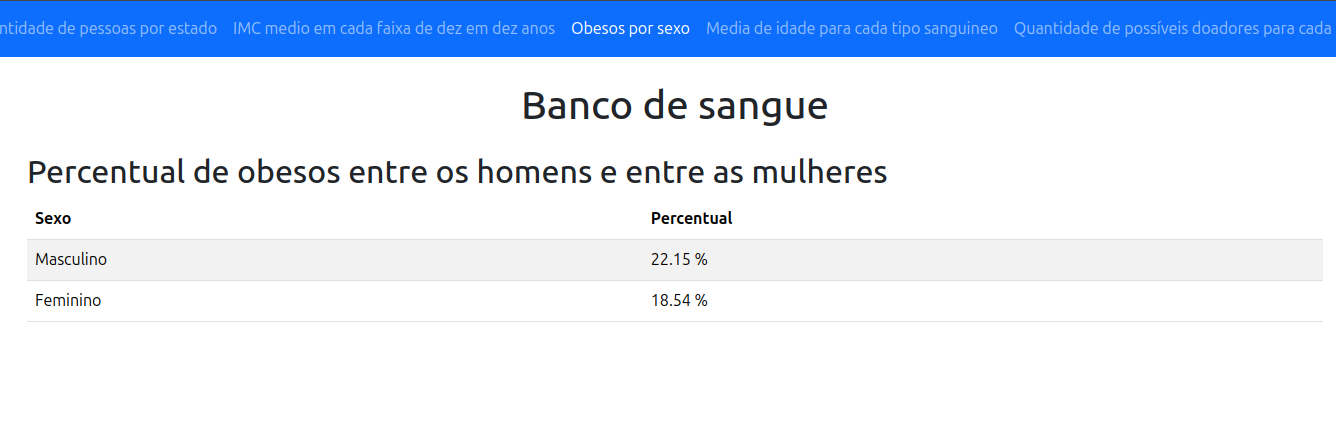 de pessoas por estado IMC medio em cada faixa de dez em dez anos Obesos por sexo Media de idade para cada tipo sanguineo Quantidade de possíveis doadores para cada
Banco de sangue
Percentual de obesos entre os homens e entre as mulheres
Sexo Percentual
Masculino 22.15 %
Feminino 18.54 %